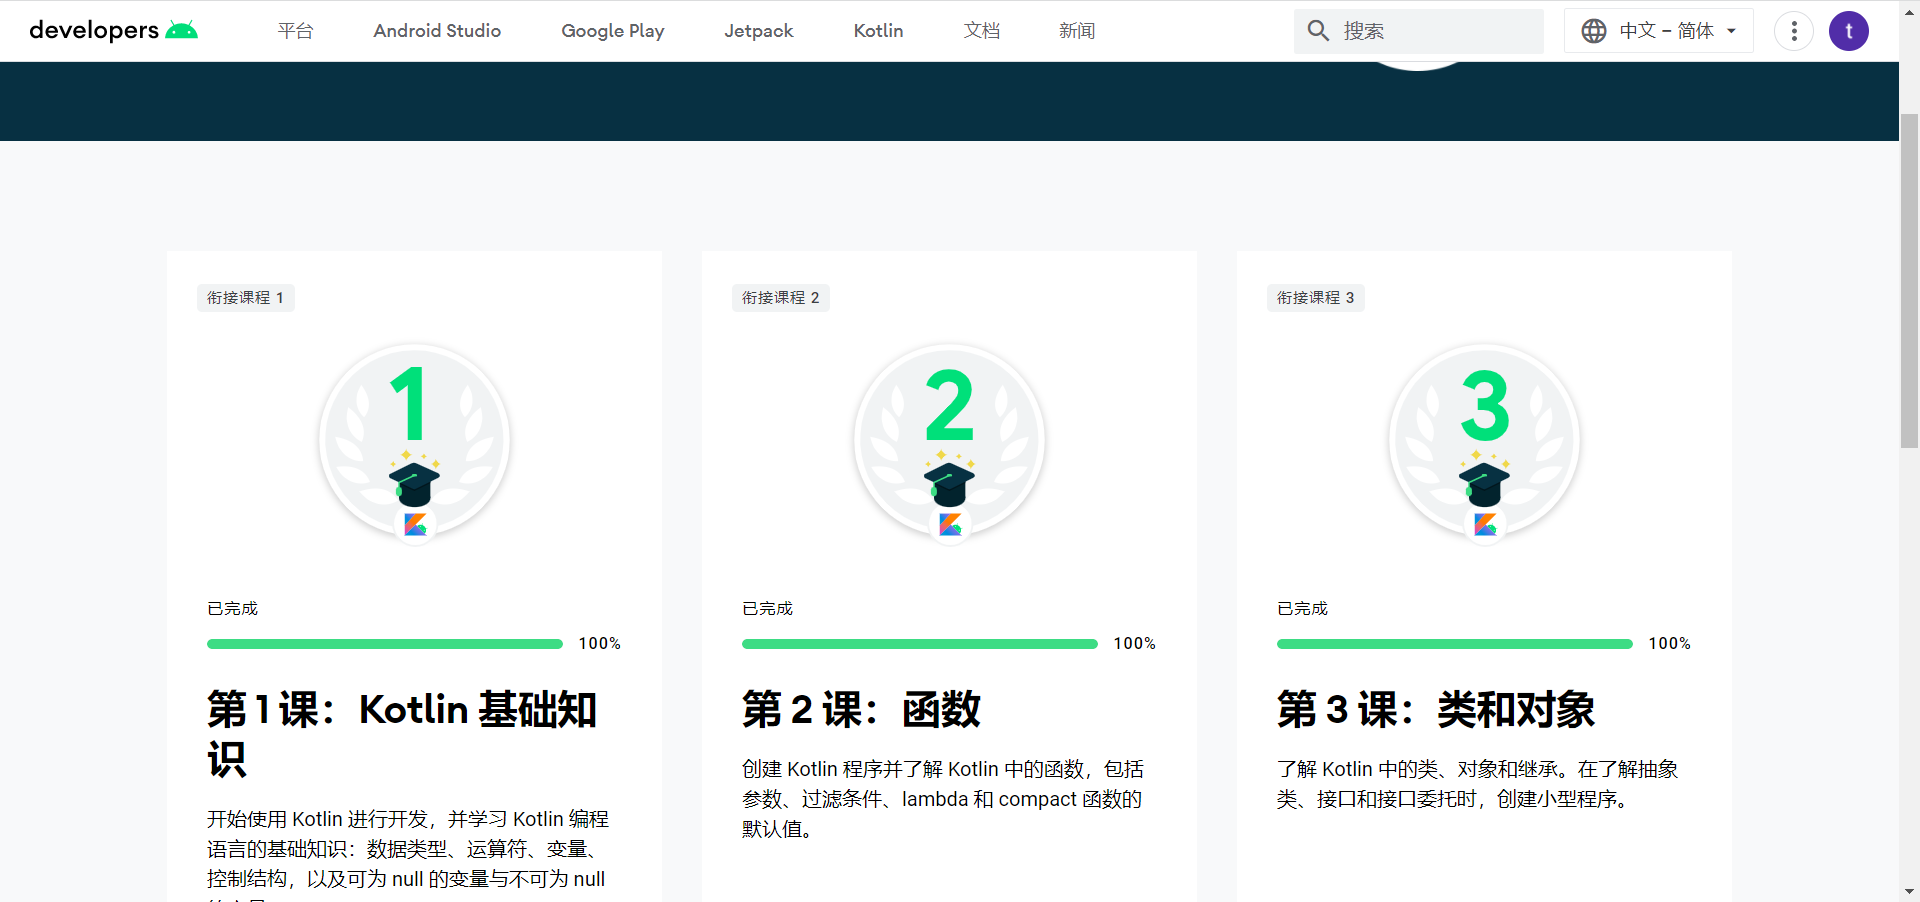 developers 平台 Android Studio Google Play Jetpack Kotlin 文档 新闻 搜索 中文 – 简体 t
衔接课程 1
1
已完成
100%
第 1 课：Kotlin 基础知
识
开始使用 Kotlin 进行开发，并学习 Kotlin 编程
语言的基础知识：数据类型、运算符、变量、
控制结构，以及可为 null 的变量与不可为 null
衔接课程 2
2
已完成
100%
第 2 课：函数
创建 Kotlin 程序并了解 Kotlin 中的函数，包括
参数、过滤条件、lambda 和 compact 函数的
默认值。
衔接课程 3
3
已完成
100%
第 3 课：类和对象
了解 Kotlin 中的类、对象和继承。在了解抽象
类、接口和接口委托时，创建小型程序。